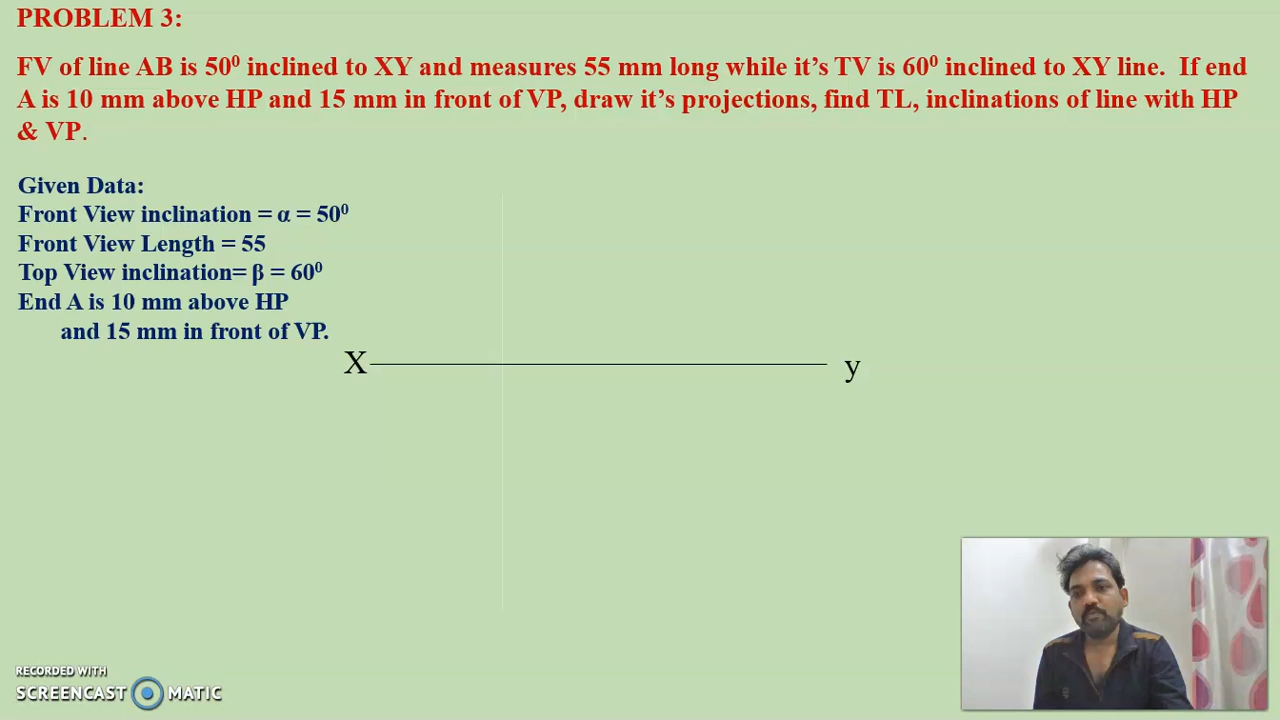 PROBLEM 3:
FV of line AB is 50⁰ inclined to XY and measures 55 mm long while it's TV is 60⁰ inclined to XY line. If end
A is 10 mm above HP and 15 mm in front of VP, draw it's projections, find TL, inclinations of line with HP
& VP.
Given Data:
Front View inclination = α = 50⁰
Front View Length = 55
Top View inclination= β = 60⁰
End A is 10 mm above HP
and 15 mm in front of VP.
X y
RECORDED WITH
SCREENCAST MATIC